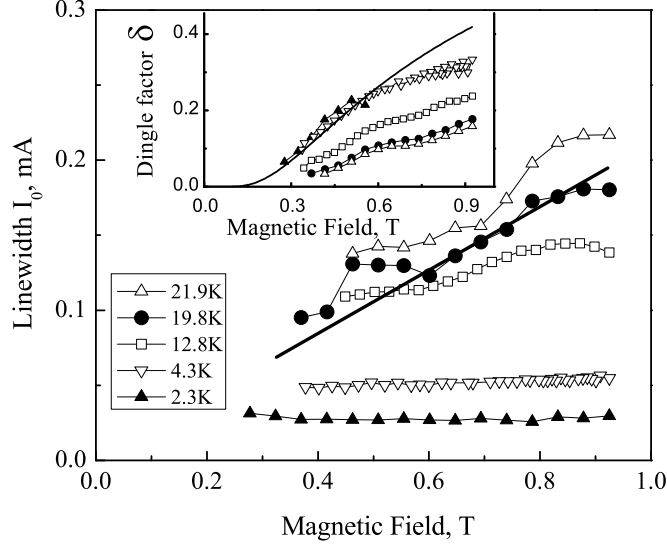 0.3
0.2
0.1
0.0
Linewidth I0, mA
0.0 0.2 0.4 0.6 0.8 1.0
Magnetic Field, T
0.4
0.2
0.0
Dingle factor δ
0.0 0.3 0.6 0.9
Magnetic Field, T
21.9K
19.8K
12.8K
4.3K
2.3K